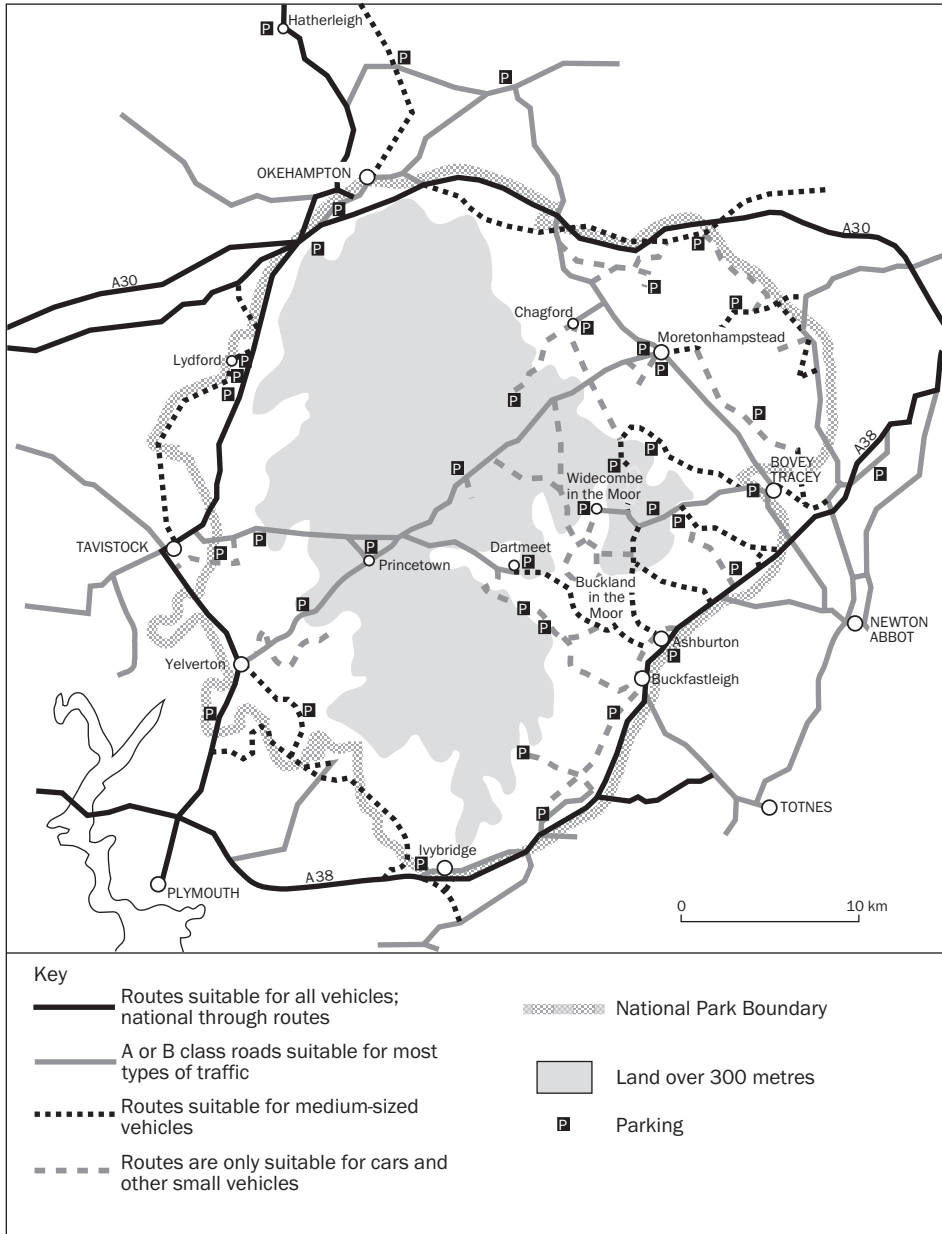 P
Hatherleigh
P
P
OKEHAMPTON
P
P
A30
A30
P
P
P
Chagford
P
P
Moretonhampstead
P
Lydford
P
P
P
P
P
P
A38
P
BOVEY
TRACEY
P
P
P
Widecombe
in the Moor
P
P
P
P
TAVISTOCK
P
P
P
Princetown
Dartmeet
P
P
Buckland
in the
Moor
P
P
P
NEWTON
ABBOT
Ashburton
P
Yelverton
Buckfastleigh
P
P
P
P
TOTNES
P
Ivybridge
P
A38
PLYMOUTH
0 10 km
Key
Routes suitable for all vehicles;
national through routes
A or B class roads suitable for most
types of traffic
Routes suitable for medium-sized
vehicles
Routes are only suitable for cars and
other small vehicles
National Park Boundary
Land over 300 metres
P Parking